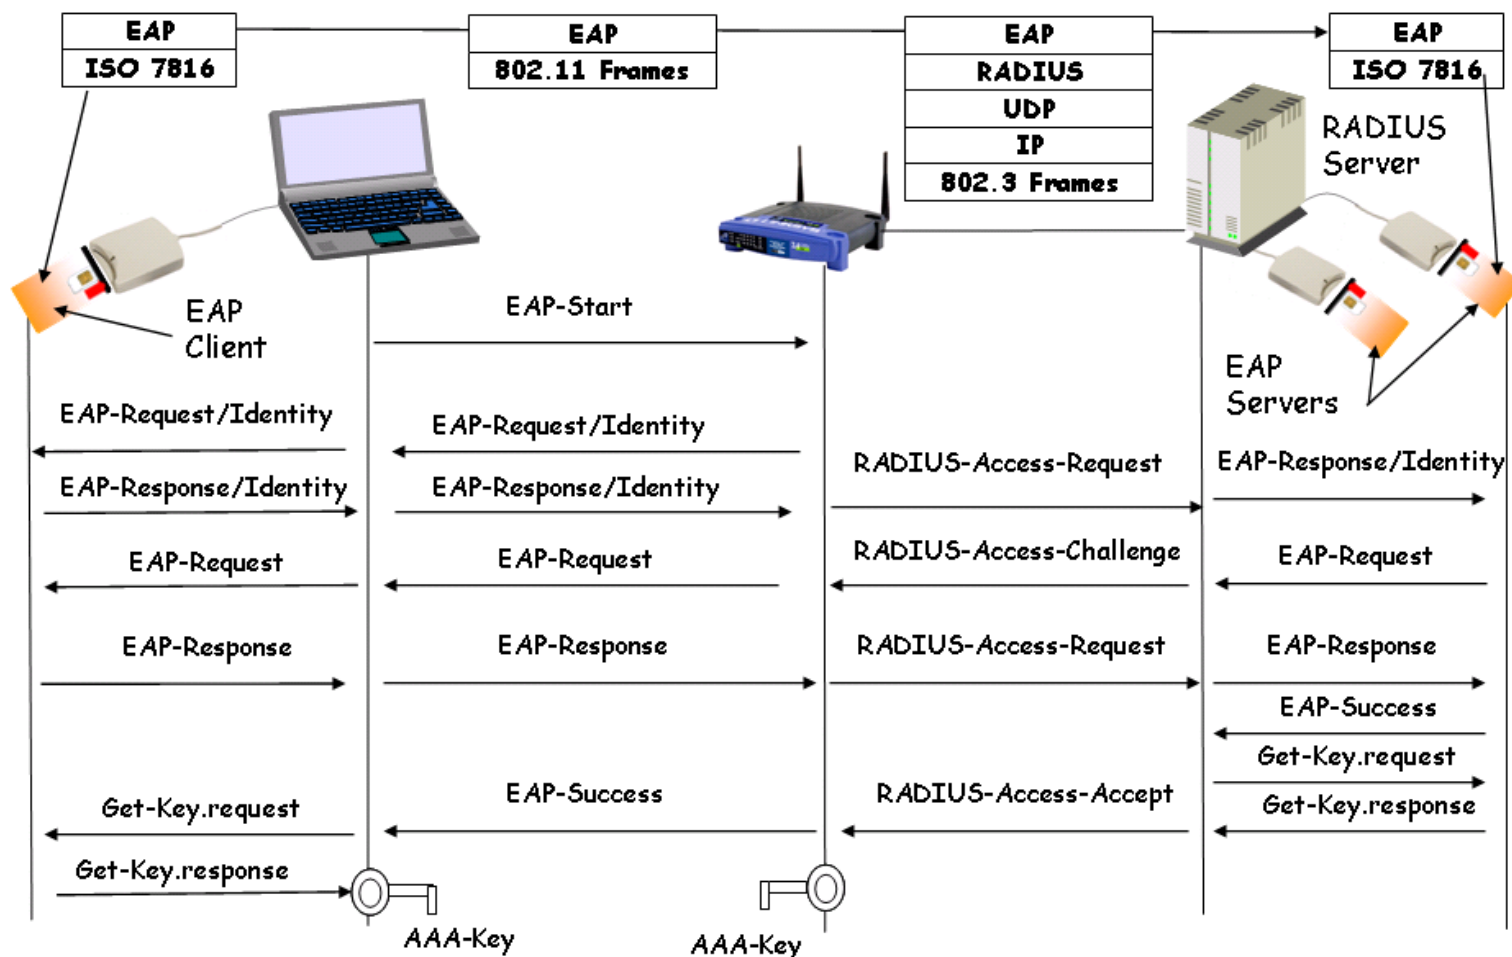 EAP
ISO 7816
EAP
802.11 Frames
EAP
RADIUS
UDP
IP
802.3 Frames
EAP
ISO 7816
RADIUS
Server
EAP
Client
EAP
Servers
EAP-Start
EAP-Request/Identity
EAP-Request/Identity
RADIUS-Access-Request
EAP-Response/Identity
EAP-Response/Identity
EAP-Response/Identity
EAP-Request
EAP-Request
RADIUS-Access-Challenge
EAP-Request
EAP-Response
EAP-Response
RADIUS-Access-Request
EAP-Response
EAP-Success
Get-Key.request
Get-Key.request
EAP-Success
RADIUS-Access-Accept
Get-Key.response
Get-Key.response
AAA-Key
AAA-Key